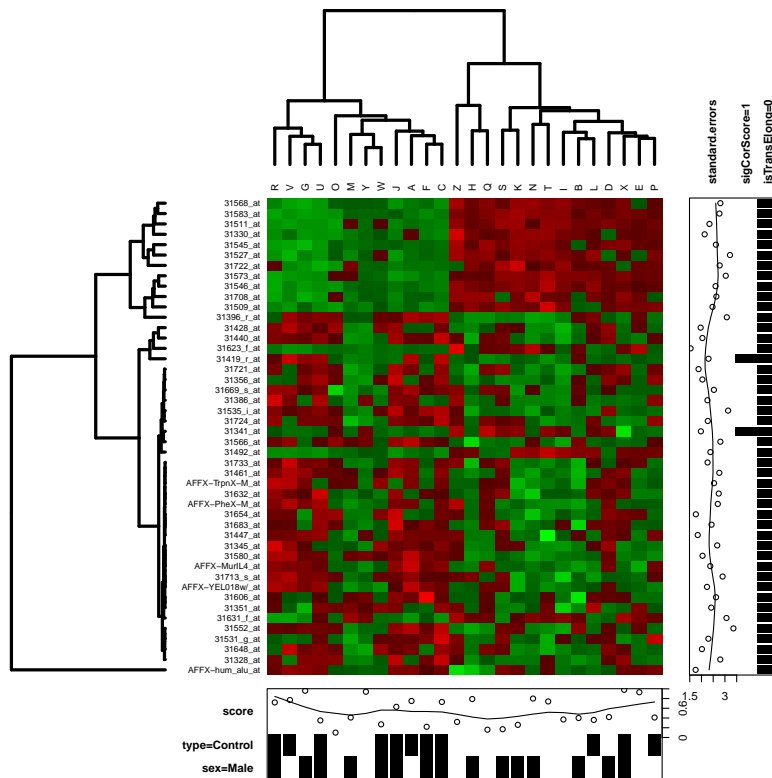 standard.errors
sigCorScore=1
isTransElong=0
R V G U O M Y W J A F C Z H Q S K N T I B L D X E P
31568_at
31583_at
31511_at
31330_at
31545_at
31527_at
31722_at
31573_at
31546_at
31708_at
31509_at
31396_r_at
31428_at
31440_at
31623_f_at
31419_r_at
31721_at
31356_at
31669_s_at
31386_at
31535_i_at
31724_at
31341_at
31566_at
31492_at
31733_at
31461_at
AFFX-TrpnX-M_at
31632_at
AFFX-PheX-M_at
31654_at
31683_at
31447_at
31345_at
31580_at
AFFX-MurIL4_at
31713_s_at
AFFX-YEL018w/_at
31606_at
31351_at
31631_f_at
31552_at
31531_g_at
31648_at
31328_at
AFFX-hum_alu_at
1.5 3
score
0 0.6
type=Control
sex=Male